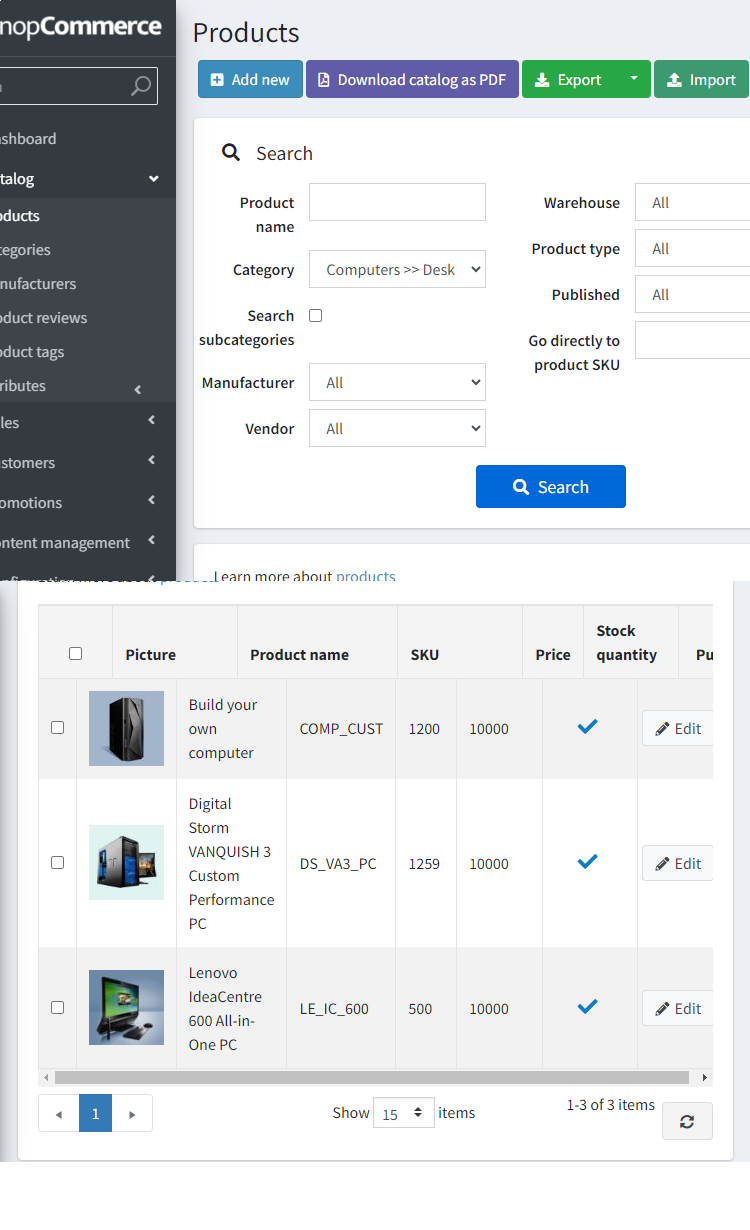 nopCommerce
Products
Add new
Download catalog as PDF
Export
Import
Search
Product name
Category
Computers >> Desk
Search subcategories
Manufacturer
All
Vendor
All
Warehouse
All
Product type
All
Published
All
Go directly to product SKU
Search
ashboard
talog
oducts
tegories
nufacturers
oduct reviews
oduct tags
ributes
les
stomers
omotions
ontent management
Learn more about products
Picture
Product name
SKU
Price
Stock quantity
Pu
Build your own computer
COMP_CUST
1200
10000
Edit
Digital Storm VANQUISH 3 Custom Performance PC
DS_VA3_PC
1259
10000
Edit
Lenovo IdeaCentre 600 All-in-One PC
LE_IC_600
500
10000
Edit
1
Show 15 items
1-3 of 3 items